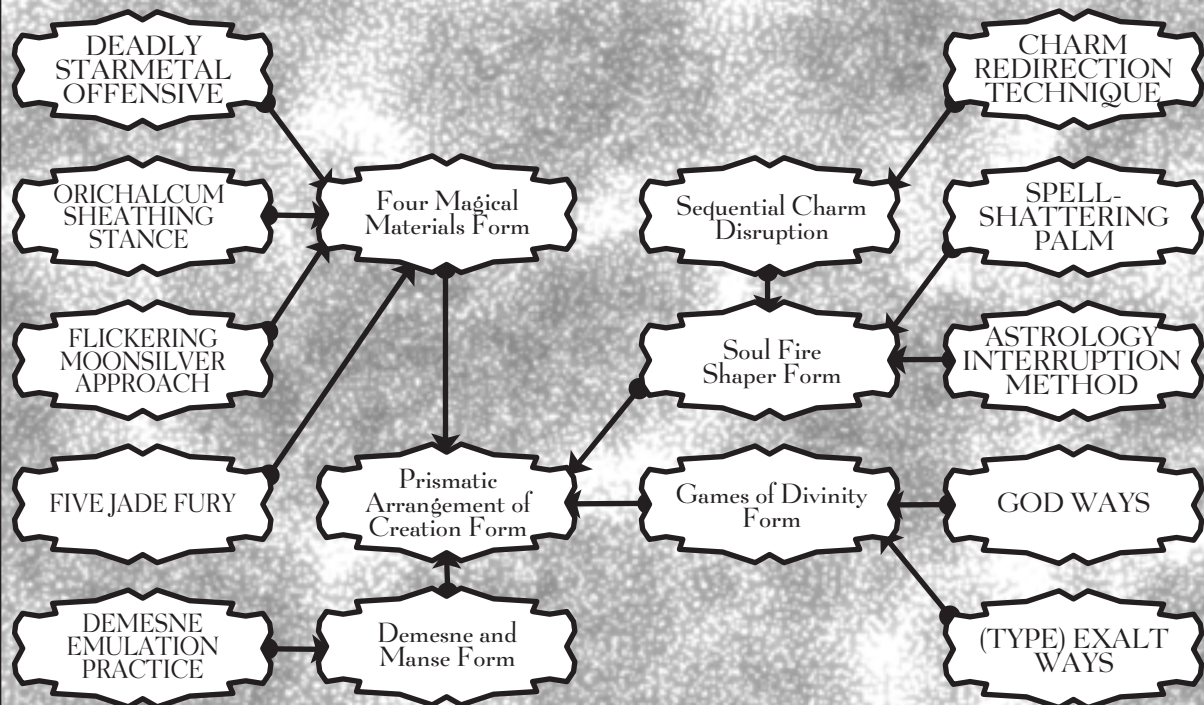 DEADLY
STARMETAL
OFFENSIVE
CHARM
REDIRECTION
TECHNIQUE
ORICHALCUM
SHEATHING
STANCE
Four Magical
Materials Form
Sequential Charm
Disruption
SPELL-
SHATTERING
PALM
FLICKERING
MOONSILVER
APPROACH
Soul Fire
Shaper Form
ASTROLOGY
INTERRUPTION
METHOD
FIVE JADE FURY
Prismatic
Arrangement of
Creation Form
Games of Divinity
Form
GOD WAYS
DEMESNE
EMULATION
PRACTICE
Demesne and
Manse Form
(TYPE) EXALT
WAYS